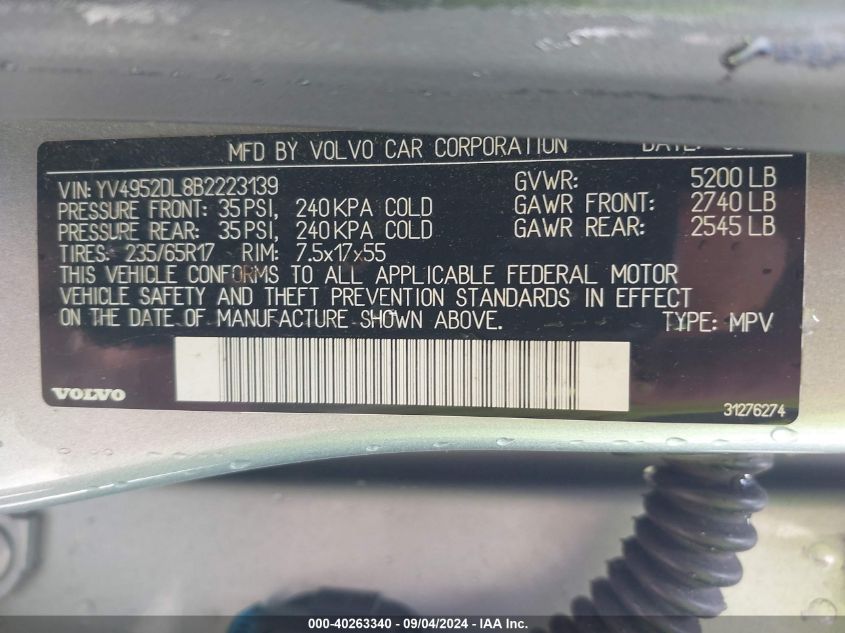 MFD BY VOLVO CAR CORPORATION DATE:
VIN: YV4952DL8B2223139 GVWR: 5200 LB
PRESSURE FRONT: 35 PSI, 240 KPA COLD GAWR FRONT: 2740 LB
PRESSURE REAR: 35 PSI, 240 KPA COLD GAWR REAR: 2545 LB
TIRES: 235/65R17 RIM: 7.5x17x55
THIS VEHICLE CONFORMS TO ALL APPLICABLE FEDERAL MOTOR
VEHICLE SAFETY AND THEFT PREVENTION STANDARDS IN EFFECT
ON THE DATE OF MANUFACTURE SHOWN ABOVE. TYPE: MPV
VOLVO 31276274
000-40263340 - 09/04/2024 - IAA Inc.